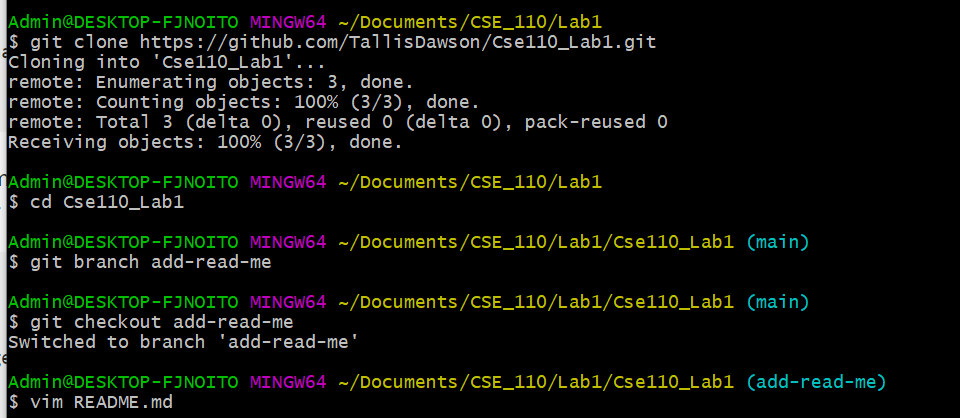 Admin@DESKTOP-FJNOITO MINGW64 ~/Documents/CSE_110/Lab1
$ git clone https://github.com/TallisDawson/Cse110_Lab1.git
Cloning into 'Cse110_Lab1'...
remote: Enumerating objects: 3, done.
remote: Counting objects: 100% (3/3), done.
remote: Total 3 (delta 0), reused 0 (delta 0), pack-reused 0
Receiving objects: 100% (3/3), done.
Admin@DESKTOP-FJNOITO MINGW64 ~/Documents/CSE_110/Lab1
$ cd Cse110_Lab1
Admin@DESKTOP-FJNOITO MINGW64 ~/Documents/CSE_110/Lab1/Cse110_Lab1 (main)
$ git branch add-read-me
Admin@DESKTOP-FJNOITO MINGW64 ~/Documents/CSE_110/Lab1/Cse110_Lab1 (main)
$ git checkout add-read-me
Switched to branch 'add-read-me'
Admin@DESKTOP-FJNOITO MINGW64 ~/Documents/CSE_110/Lab1/Cse110_Lab1 (add-read-me)
$ vim README.md